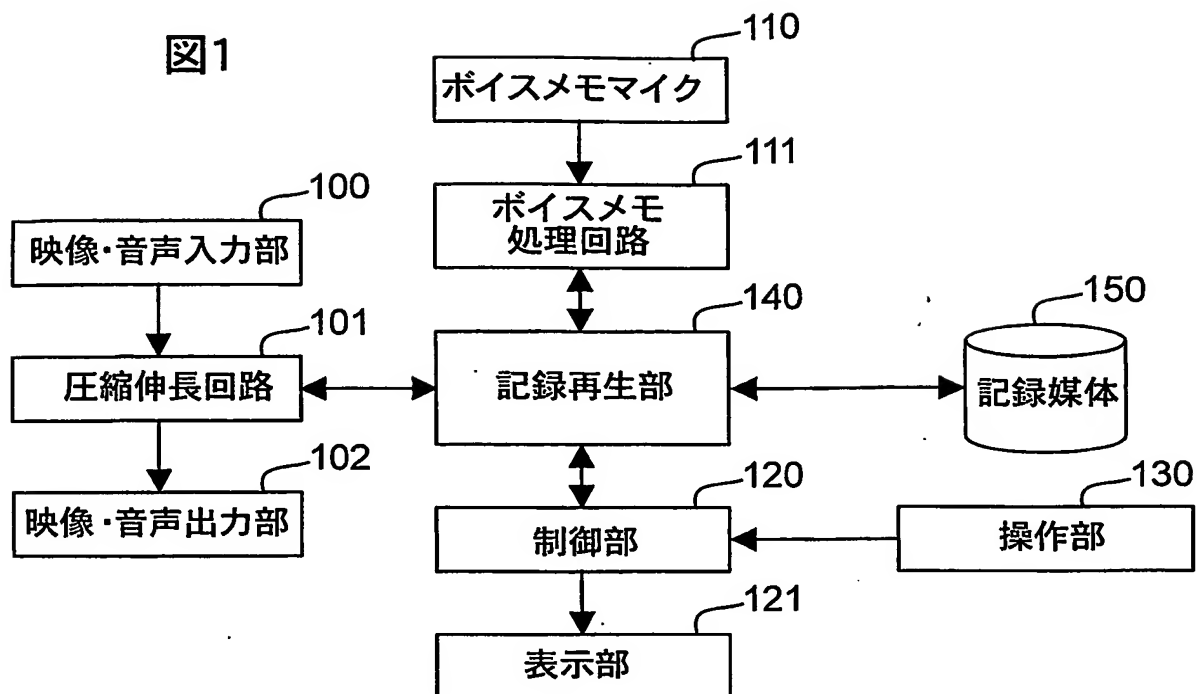 図1
110
ボイスメモマイク
111
ボイスメモ
処理回路
100
映像・音声入力部
101
圧縮伸長回路
102
映像・音声出力部
140
記録再生部
150
記録媒体
120
制御部
130
操作部
121
表示部